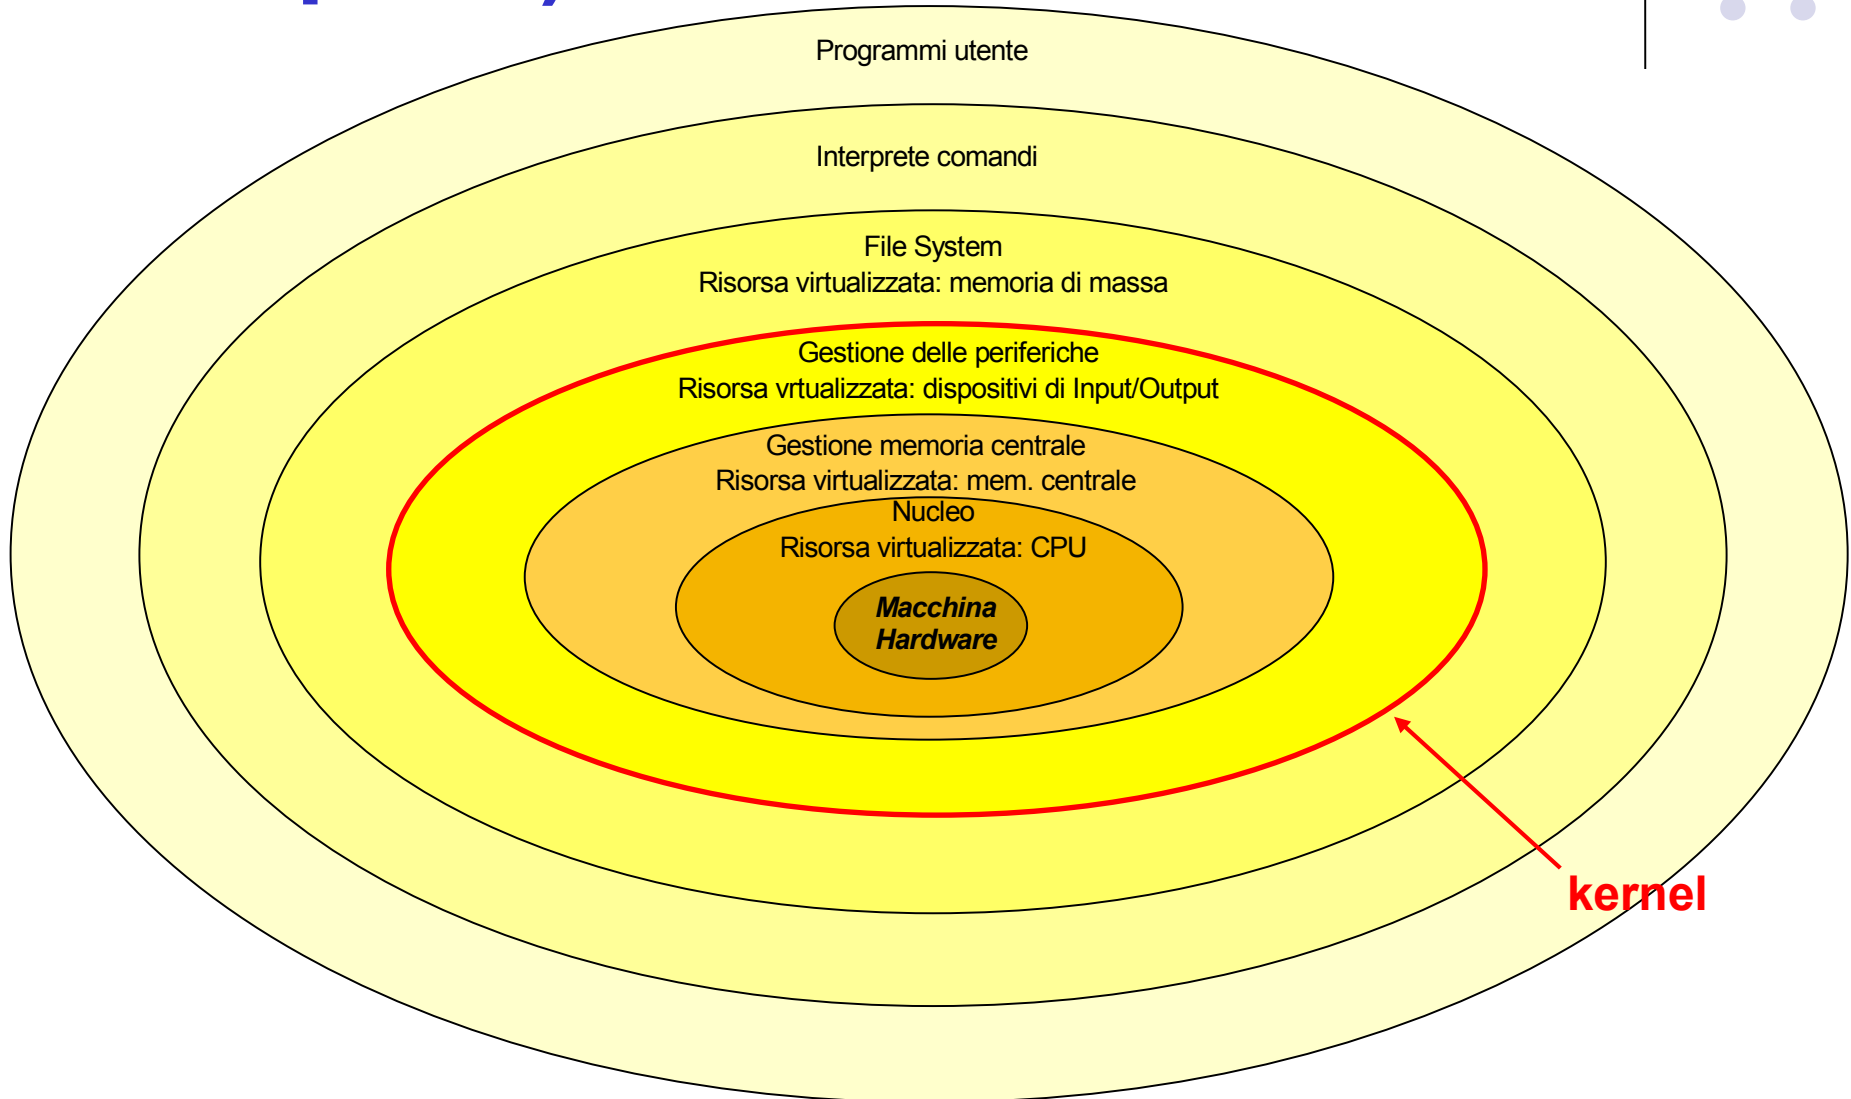 Programmi utente
Interprete comandi
File System
Risorsa virtualizzata: memoria di massa
Gestione delle periferiche
Risorsa vrtualizzata: dispositivi di Input/Output
Gestione memoria centrale
Risorsa virtualizzata: mem. centrale
Nucleo
Risorsa virtualizzata: CPU
Macchina
Hardware
kernel